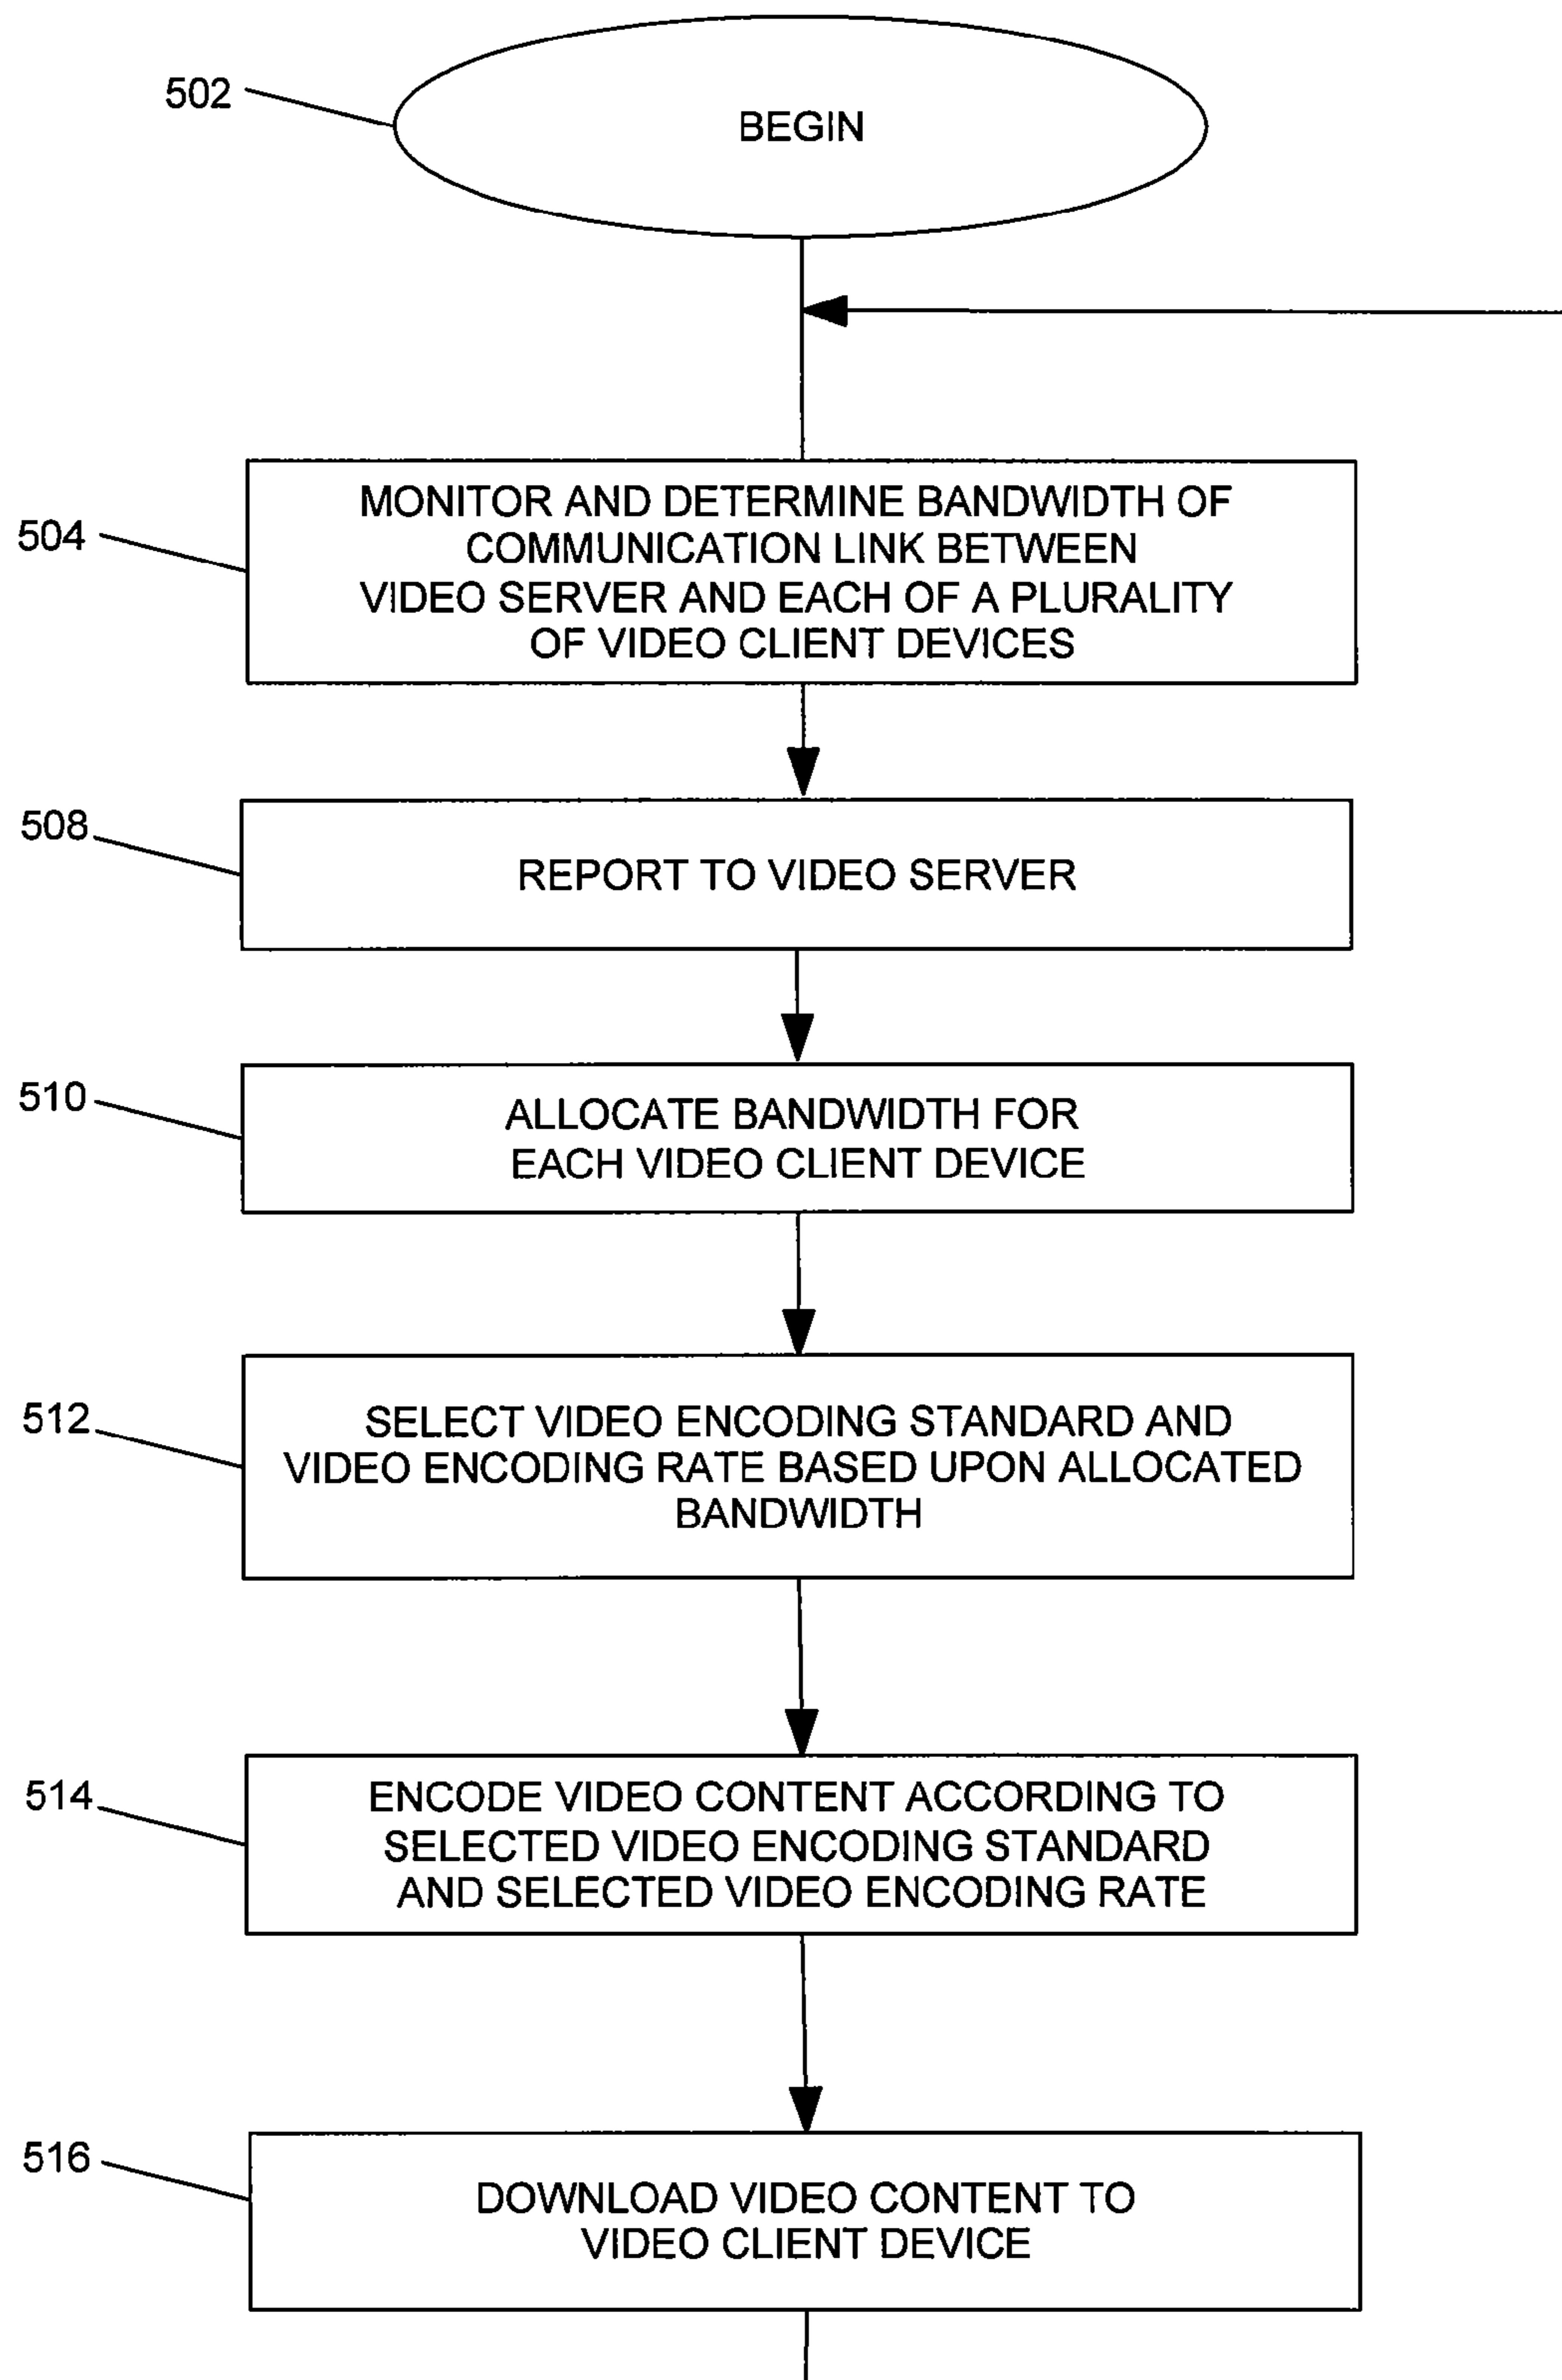 502
BEGIN
504
MONITOR AND DETERMINE BANDWIDTH OF
COMMUNICATION LINK BETWEEN
VIDEO SERVER AND EACH OF A PLURALITY
OF VIDEO CLIENT DEVICES
508
REPORT TO VIDEO SERVER
510
ALLOCATE BANDWIDTH FOR
EACH VIDEO CLIENT DEVICE
512
SELECT VIDEO ENCODING STANDARD AND
VIDEO ENCODING RATE BASED UPON ALLOCATED
BANDWIDTH
514
ENCODE VIDEO CONTENT ACCORDING TO
SELECTED VIDEO ENCODING STANDARD
AND SELECTED VIDEO ENCODING RATE
516
DOWNLOAD VIDEO CONTENT TO
VIDEO CLIENT DEVICE